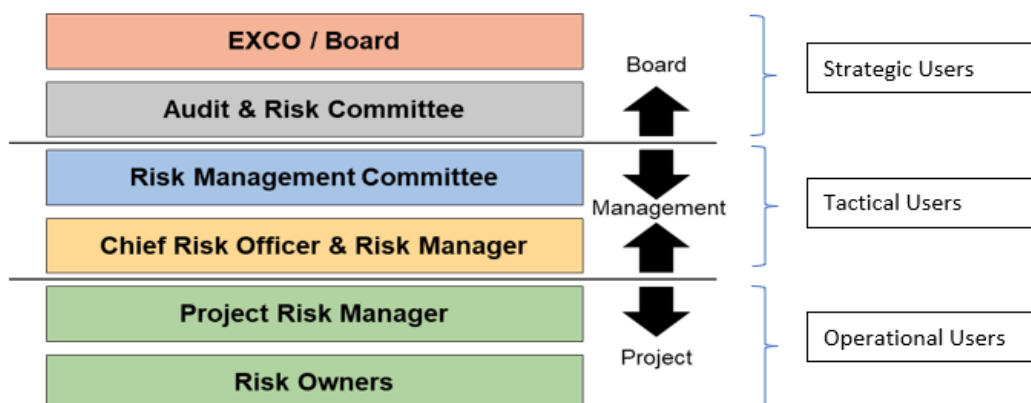 EXCO / Board
Audit & Risk Committee
Board
Strategic Users
Risk Management Committee
Chief Risk Officer & Risk Manager
Management
Tactical Users
Project Risk Manager
Risk Owners
Project
Operational Users